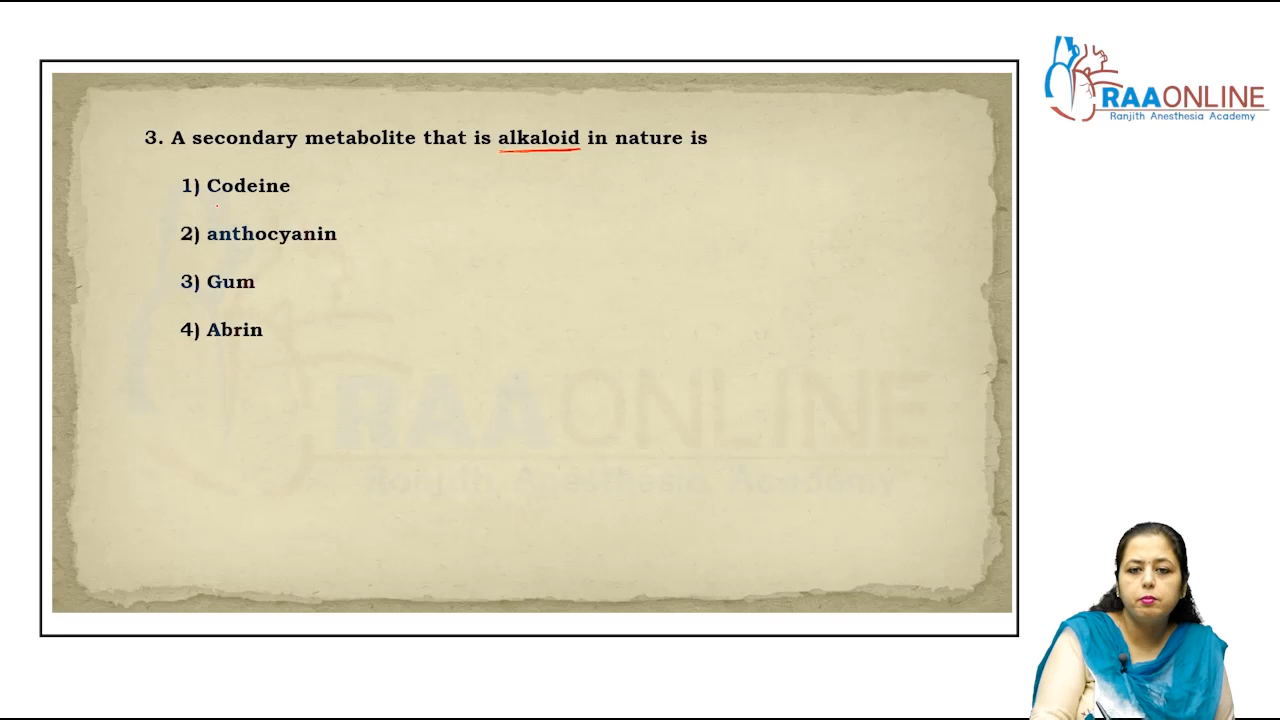 RAAONLINE
Ranjith Anesthesia Academy
3. A secondary metabolite that is alkaloid in nature is
1) Codeine
2) anthocyanin
3) Gum
4) Abrin
RAAONLINE
Ranjith Anesthesia Academy